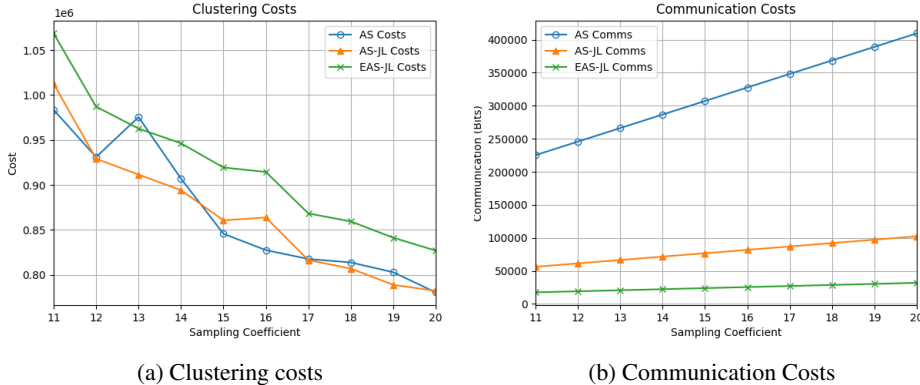 Clustering Costs
1e6
1.05
1.00
0.95
0.90
0.85
0.80
Cost
AS Costs
AS-JL Costs
EAS-JL Costs
11 12 13 14 15 16 17 18 19 20
Sampling Coefficient
(a) Clustering costs
Communication Costs
400000
350000
300000
250000
200000
150000
100000
50000
0
Communication (Bits)
AS Comms
AS-JL Comms
EAS-JL Comms
11 12 13 14 15 16 17 18 19 20
Sampling Coefficient
(b) Communication Costs